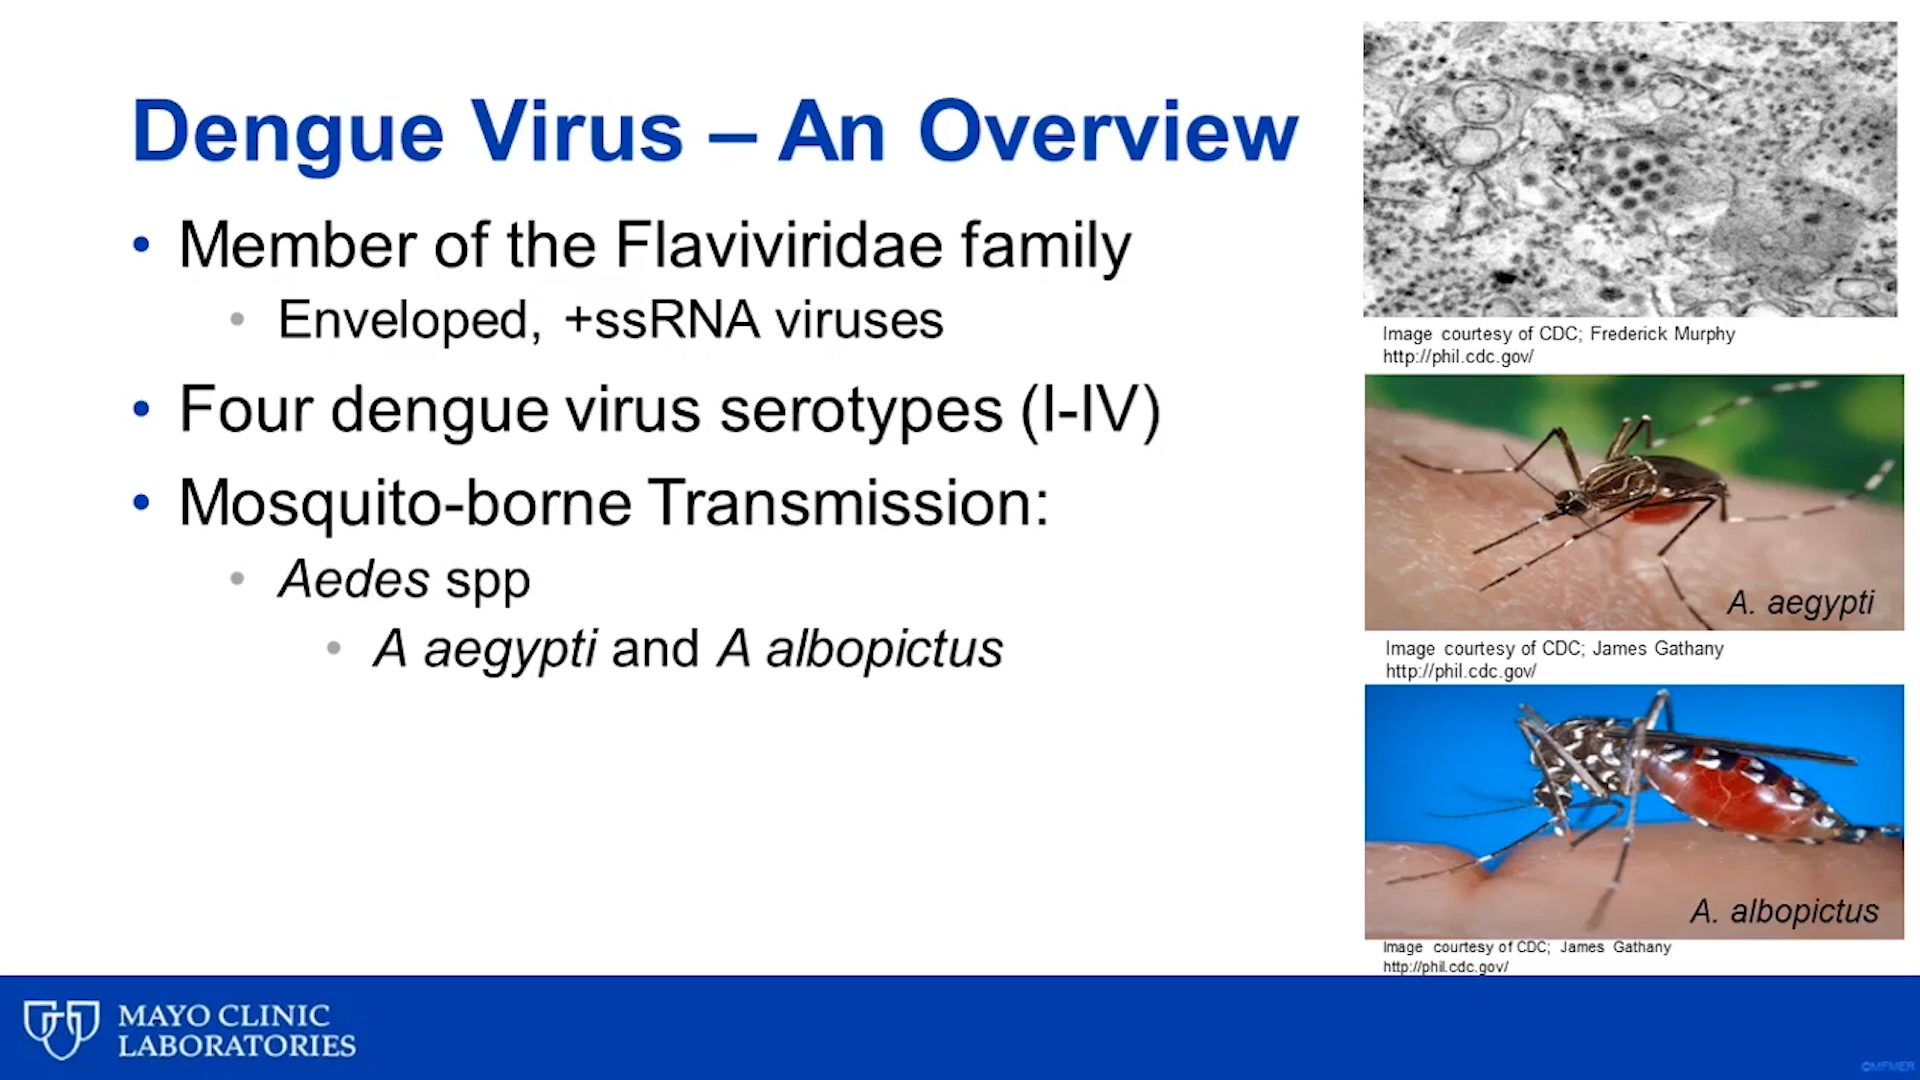 Dengue Virus – An Overview
• Member of the Flaviviridae family
• Enveloped, +ssRNA viruses
• Four dengue virus serotypes (I-IV)
• Mosquito-borne Transmission:
• Aedes spp
• A aegypti and A albopictus
Image courtesy of CDC; Frederick Murphy
http://phil.cdc.gov/
A. aegypti
Image courtesy of CDC; James Gathany
http://phil.cdc.gov/
A. albopictus
Image courtesy of CDC; James Gathany
http://phil.cdc.gov/
MAYO CLINIC
LABORATORIES
©MFMER